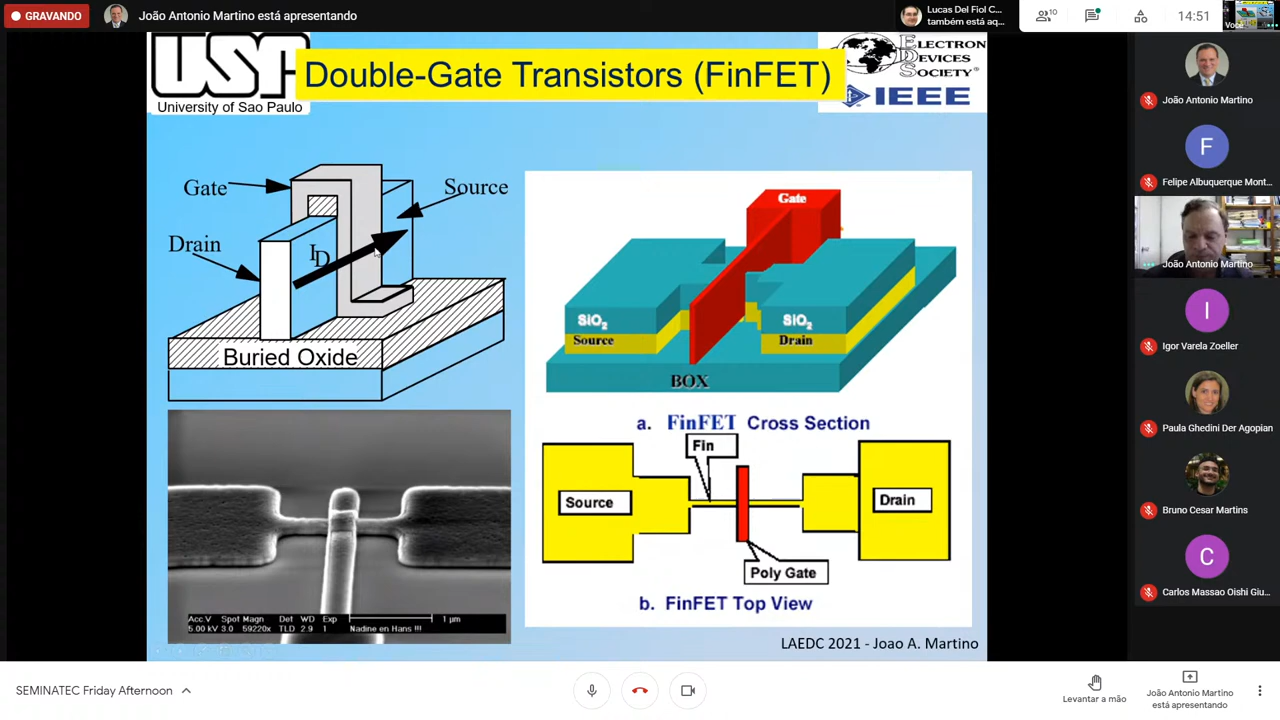 GRAVANDO
João Antonio Martino está apresentando
Lucas Del Fiol C...
também está aq...
10
14:51
Você
USP
University of Sao Paulo
Double-Gate Transistors (FinFET)
ELECTRON
DEVICES
SOCIETY®
IEEE
Gate
Source
Drain
ID
Buried Oxide
Gate
SiO2
Source
SiO2
Drain
BOX
a. FinFET Cross Section
Fin
Source
Drain
Poly Gate
b. FinFET Top View
Acc.V Spot Magn Det WD Exp 1 µm
5.00 kV 3.0 59220x TLD 2.9 1 Nadine en Hans !!!
LAEDC 2021 - Joao A. Martino
João Antonio Martino
F
Felipe Albuquerque Mont...
João Antonio Martino
I
Igor Varela Zoeller
Paula Ghedini Der Agopian
Bruno Cesar Martins
C
Carlos Massao Oishi Giu...
SEMINATEC Friday Afternoon
Levantar a mão
João Antonio Martino
está apresentando